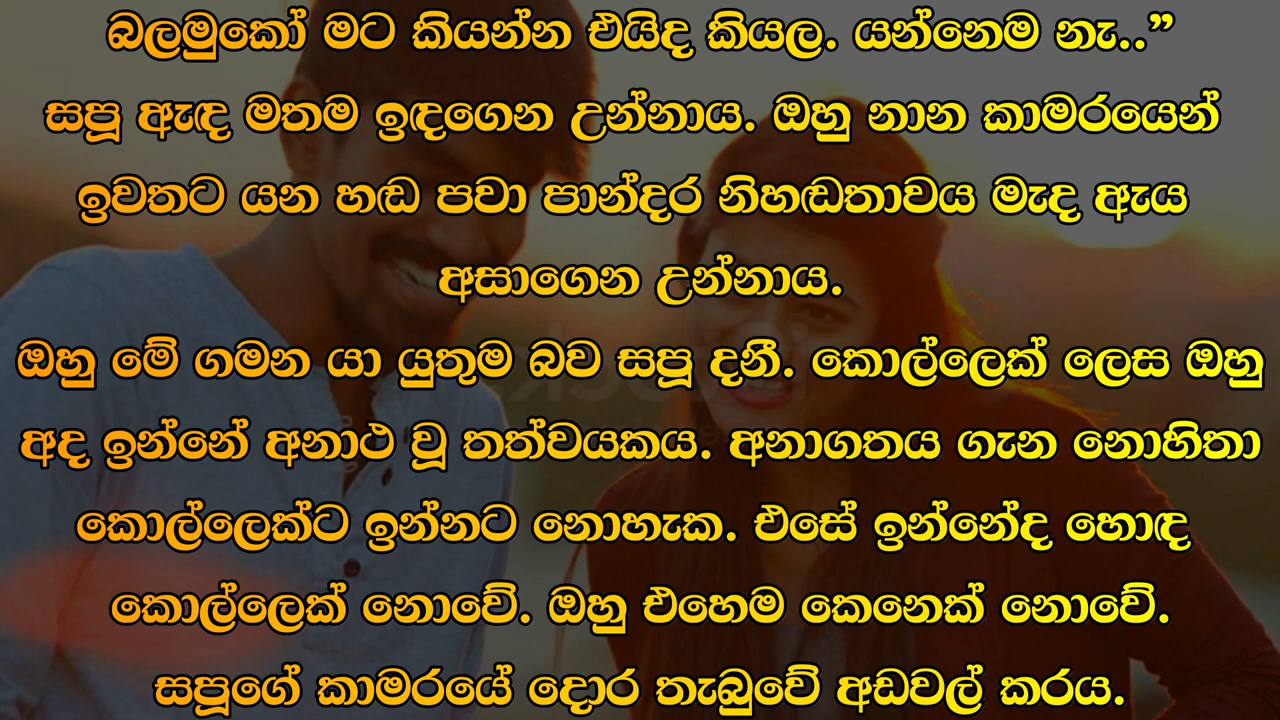 බලමුකෝ මට කියන්න එයිද කියල. යන්නෙම නැ..”
සපූ ඇඳ මතම ඉඳගෙන උන්නාය. ඔහු නාන කාමරයෙන්
ඉවතට යන හඬ පවා පාන්දර නිහඬතාවය මැද ඇය
අසාගෙන උන්නාය.
ඔහු මේ ගමන යා යුතුම බව සපූ දනී. කොල්ලෙක් ලෙස ඔහු
අද ඉන්නේ අනාථ වූ තත්වයකය. අනාගතය ගැන නොහිතා
කොල්ලෙක්ට ඉන්නට නොහැක. එසේ ඉන්නේද හොඳ
කොල්ලෙක් නොවේ. ඔහු එහෙම කෙනෙක් නොවේ.
සපූගේ කාමරයේ දොර තැබුවේ අඩවල් කරය.